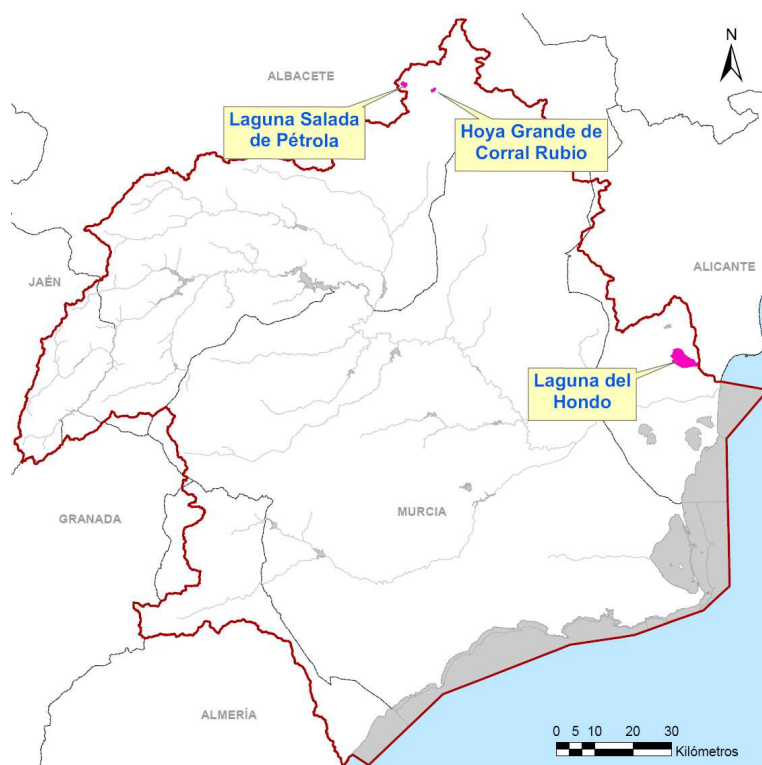 N
ALBACETE
Laguna Salada
de Pétrola
Hoya Grande de
Corral Rubio
JAÉN
ALICANTE
Laguna del
Hondo
GRANADA
MURCIA
ALMERÍA
0 5 10 20 30
Kilómetros